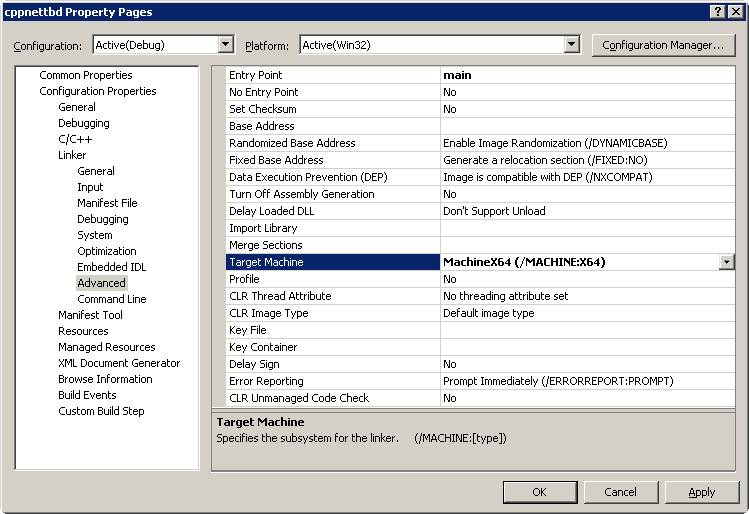 cppnettbd Property Pages
Configuration: Active(Debug) Platform: Active(Win32) Configuration Manager...
Common Properties
Configuration Properties
General
Debugging
C/C++
Linker
General
Input
Manifest File
Debugging
System
Optimization
Embedded IDL
Advanced
Command Line
Manifest Tool
Resources
Managed Resources
XML Document Generator
Browse Information
Build Events
Custom Build Step
Entry Point main
No Entry Point No
Set Checksum No
Base Address
Randomized Base Address Enable Image Randomization (/DYNAMICBASE)
Fixed Base Address Generate a relocation section (/FIXED:NO)
Data Execution Prevention (DEP) Image is compatible with DEP (/NXCOMPAT)
Turn Off Assembly Generation No
Delay Loaded DLL Don't Support Unload
Import Library
Merge Sections
Target Machine MachineX64 (/MACHINE:X64)
Profile No
CLR Thread Attribute No threading attribute set
CLR Image Type Default image type
Key File
Key Container
Delay Sign No
Error Reporting Prompt Immediately (/ERRORREPORT:PROMPT)
CLR Unmanaged Code Check No
Target Machine
Specifies the subsystem for the linker. (/MACHINE:[type])
OK Cancel Apply